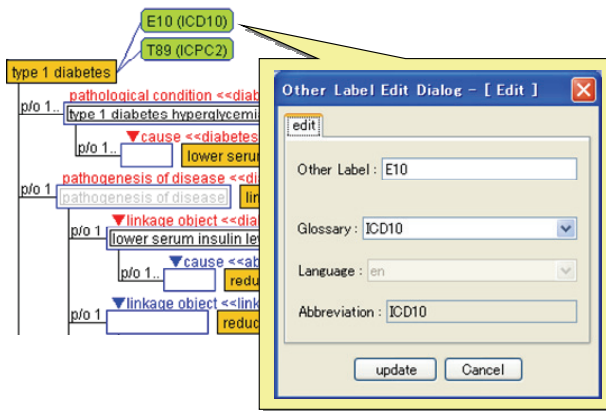 E10 (ICD10)
T89 (ICPC2)
type 1 diabetes
pathological condition <<diab
p/o 1..
type 1 diabetes hyperglycemi
▼cause <<diabetes
p/o 1..
lower seru
pathogenesis of disease <<di
p/o 1
pathogenesis of disease
lin
▼linkage object <<dia
p/o 1
lower serum insulin lev
▼cause <<ab
p/o 1..
redu
▼linkage object <<link
p/o 1
reduc
Other Label Edit Dialog - [ Edit ]
edit
Other Label : E10
Glossary : ICD10
Language : en
Abbreviation : ICD10
update Cancel